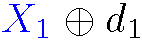 X₁ ⊕ d₁